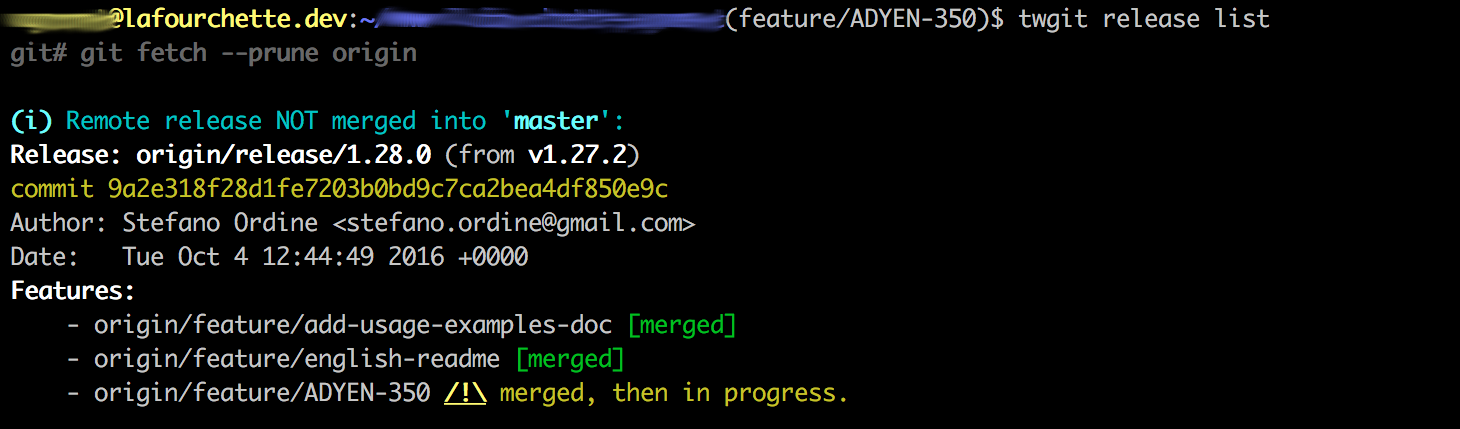 @lafourchette.dev:~/ (feature/ADYEN-350)$ twgit release list
git# git fetch --prune origin
(i) Remote release NOT merged into 'master':
Release: origin/release/1.28.0 (from v1.27.2)
commit 9a2e318f28d1fe7203b0bd9c7ca2bea4df850e9c
Author: Stefano Ordine <stefano.ordine@gmail.com>
Date:   Tue Oct 4 12:44:49 2016 +0000
Features:
    - origin/feature/add-usage-examples-doc [merged]
    - origin/feature/english-readme [merged]
    - origin/feature/ADYEN-350 /!\ merged, then in progress.